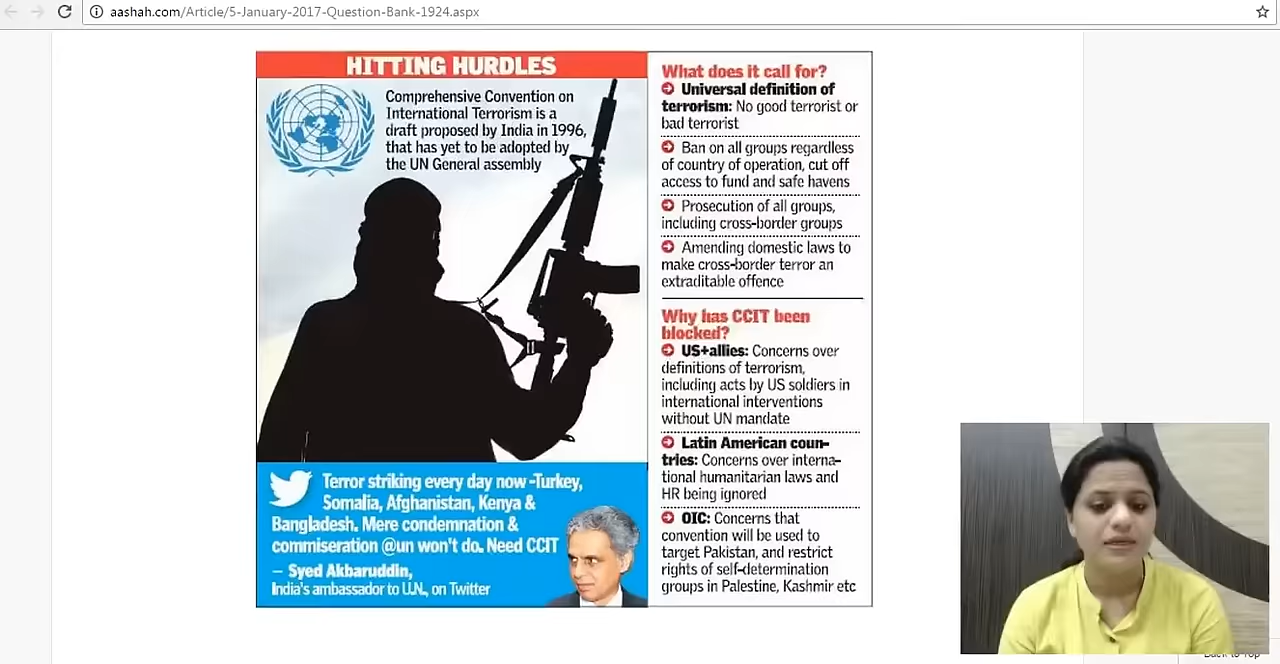 aashah.com/Article/5-January-2017-Question-Bank-1924.aspx
HITTING HURDLES
Comprehensive Convention on
International Terrorism is a
draft proposed by India in 1996,
that has yet to be adopted by
the UN General assembly
Terror striking every day now -Turkey,
Somalia, Afghanistan, Kenya &
Bangladesh. Mere condemnation &
commiseration @un won't do. Need CCIT
– Syed Akbaruddin,
India's ambassador to U.N., on Twitter
What does it call for?
Universal definition of
terrorism: No good terrorist or
bad terrorist
Ban on all groups regardless
of country of operation, cut off
access to fund and safe havens
Prosecution of all groups,
including cross-border groups
Amending domestic laws to
make cross-border terror an
extraditable offence
Why has CCIT been
blocked?
US+allies: Concerns over
definitions of terrorism,
including acts by US soldiers in
international interventions
without UN mandate
Latin American coun-
tries: Concerns over interna-
tional humanitarian laws and
HR being ignored
OIC: Concerns that
convention will be used to
target Pakistan, and restrict
rights of self-determination
groups in Palestine, Kashmir etc
Back to Top